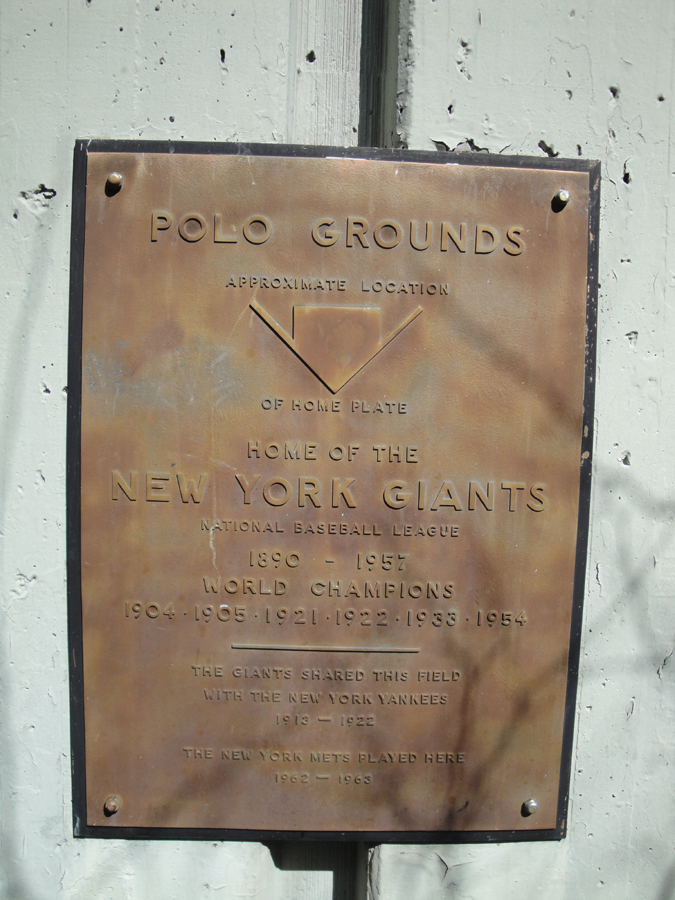 POLO GROUNDS
APPROXIMATE LOCATION
OF HOME PLATE
HOME OF THE
NEW YORK GIANTS
NATIONAL BASEBALL LEAGUE
1890 - 1957
WORLD CHAMPIONS
1904 · 1905 · 1921 · 1922 · 1933 · 1954
THE GIANTS SHARED THIS FIELD
WITH THE NEW YORK YANKEES
1913 — 1922
THE NEW YORK METS PLAYED HERE
1962 — 1963